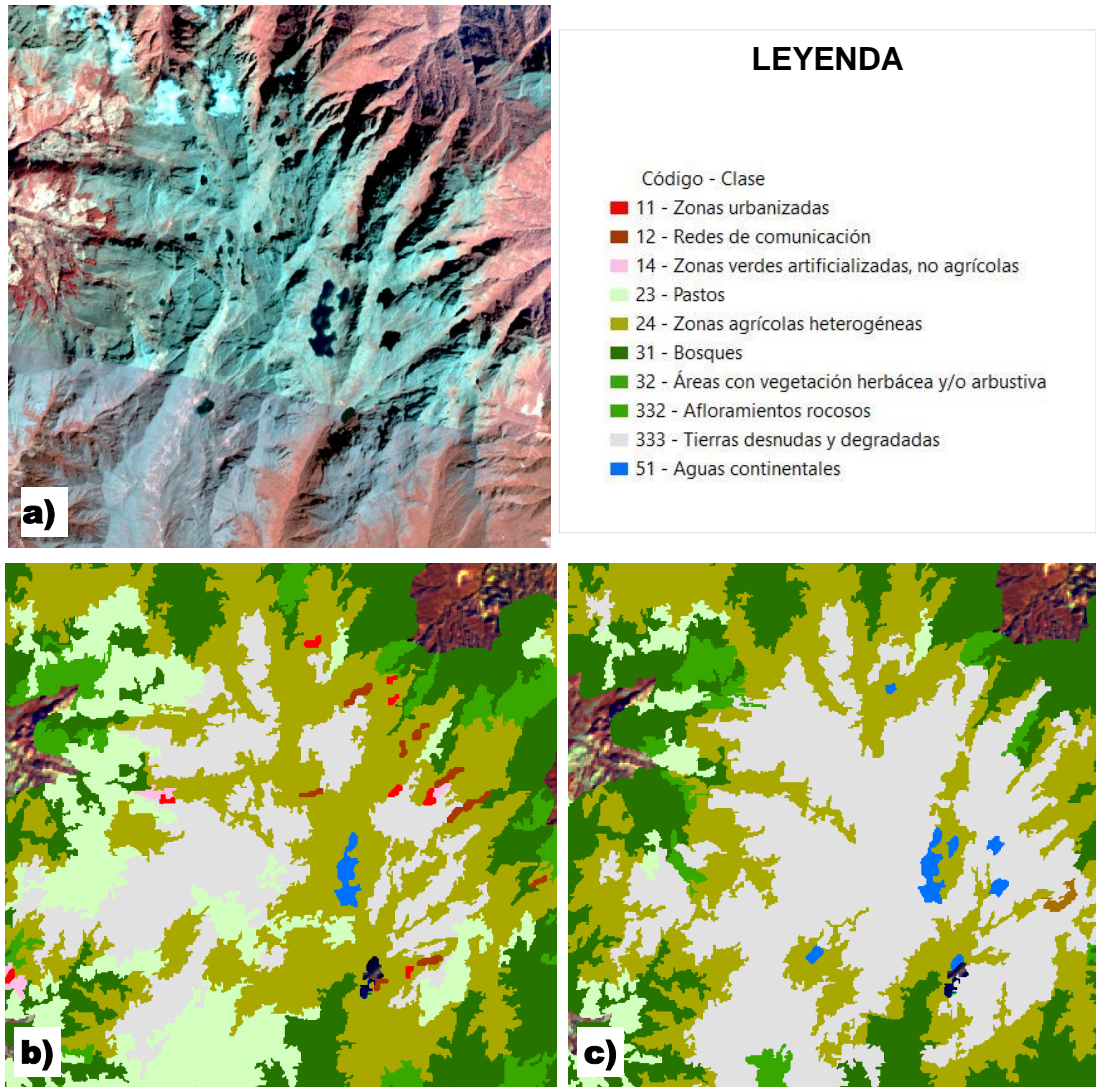 LEYENDA
Código - Clase
11 - Zonas urbanizadas
12 - Redes de comunicación
14 - Zonas verdes artificializadas, no agrícolas
23 - Pastos
24 - Zonas agrícolas heterogéneas
31 - Bosques
32 - Áreas con vegetación herbácea y/o arbustiva
332 - Afloramientos rocosos
333 - Tierras desnudas y degradadas
51 - Aguas continentales
a)
b)
c)